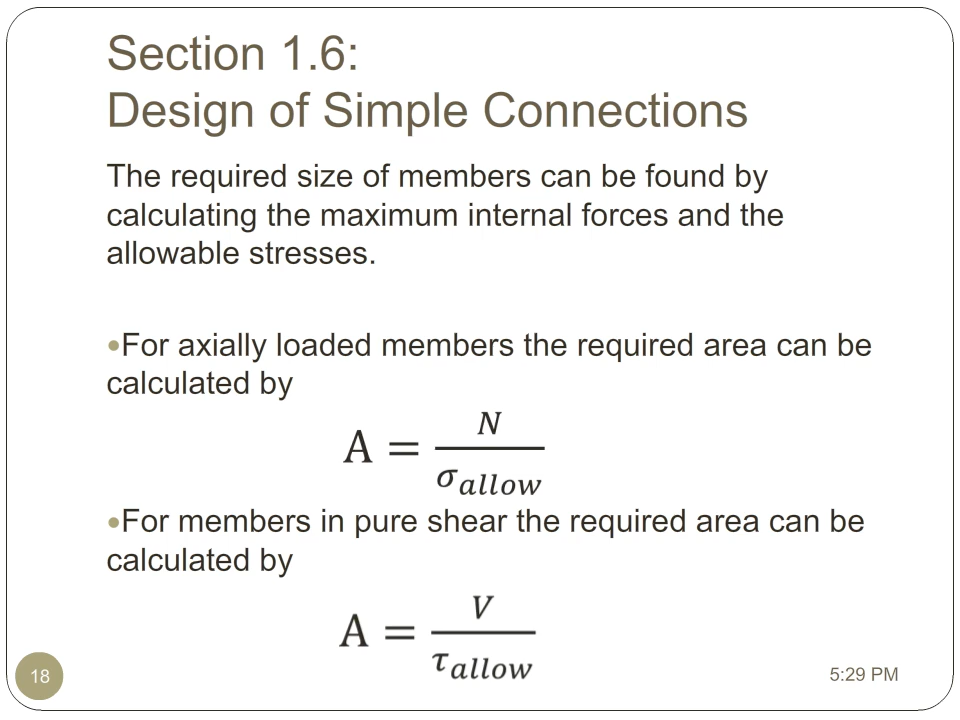 Section 1.6:
Design of Simple Connections
The required size of members can be found by
calculating the maximum internal forces and the
allowable stresses.
•For axially loaded members the required area can be
calculated by
A = N / σ_allow
•For members in pure shear the required area can be
calculated by
A = V / τ_allow
18
5:29 PM